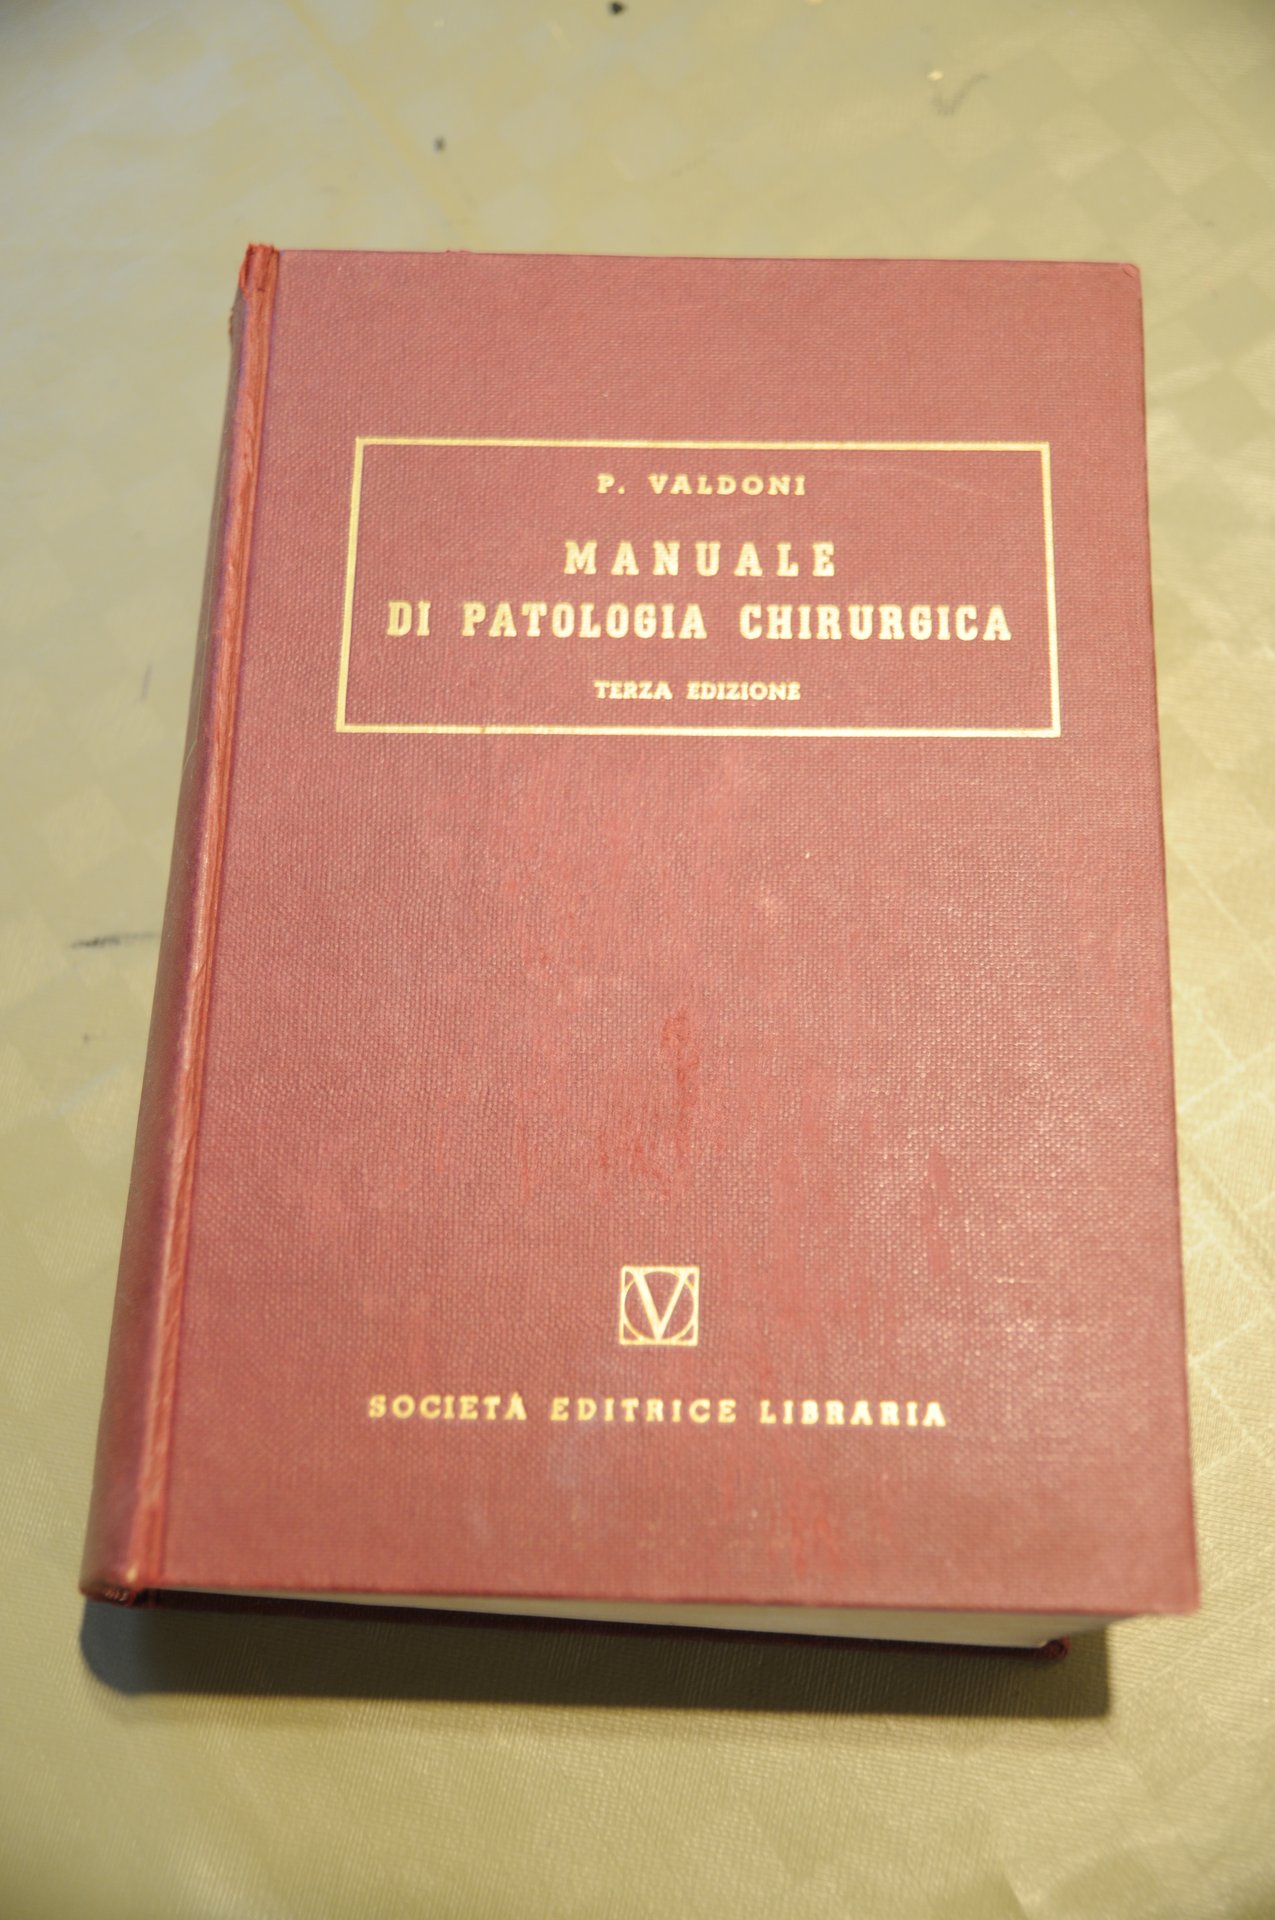 P. VALDONI
MANUALE
DI PATOLOGIA CHIRURGICA
TERZA EDIZIONE
V
SOCIETÀ EDITRICE LIBRARIA